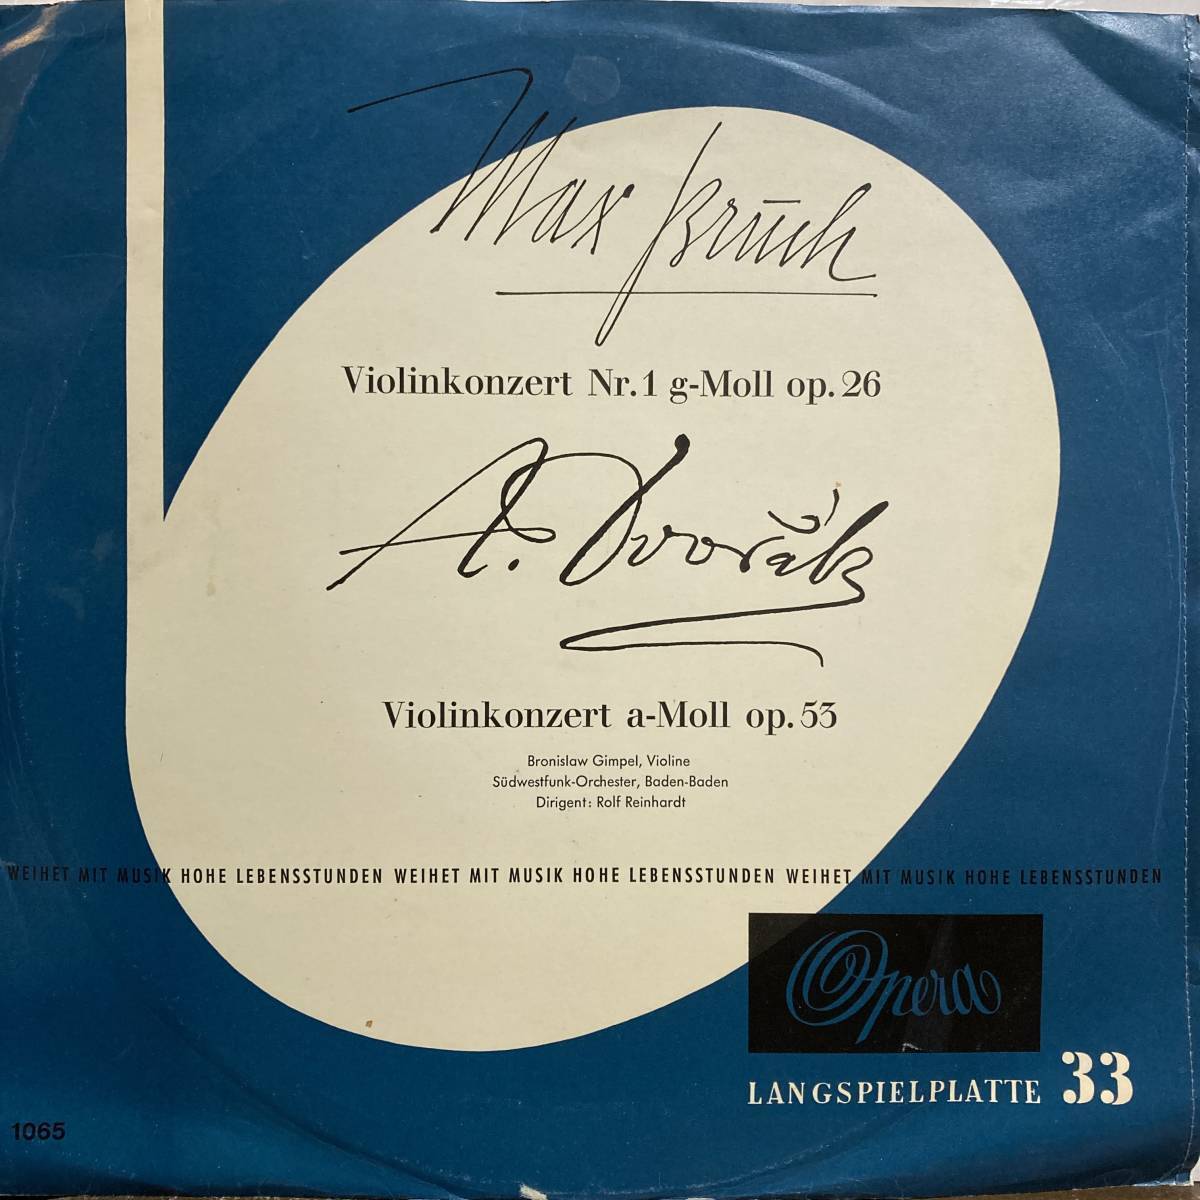 Max Bruch
Violinkonzert Nr. 1 g-Moll op. 26
A. Dvořák
Violinkonzert a-Moll op. 53
Bronislaw Gimpel, Violine
Südwestfunk-Orchester, Baden-Baden
Dirigent: Rolf Reinhardt
WEIHET MIT MUSIK HOHE LEBENSSTUNDEN WEIHET MIT MUSIK HOHE LEBENSSTUNDEN WEIHET MIT MUSIK HOHE LEBENSSTUNDEN
Opera
LANGSPIELPLATTE 33
1065